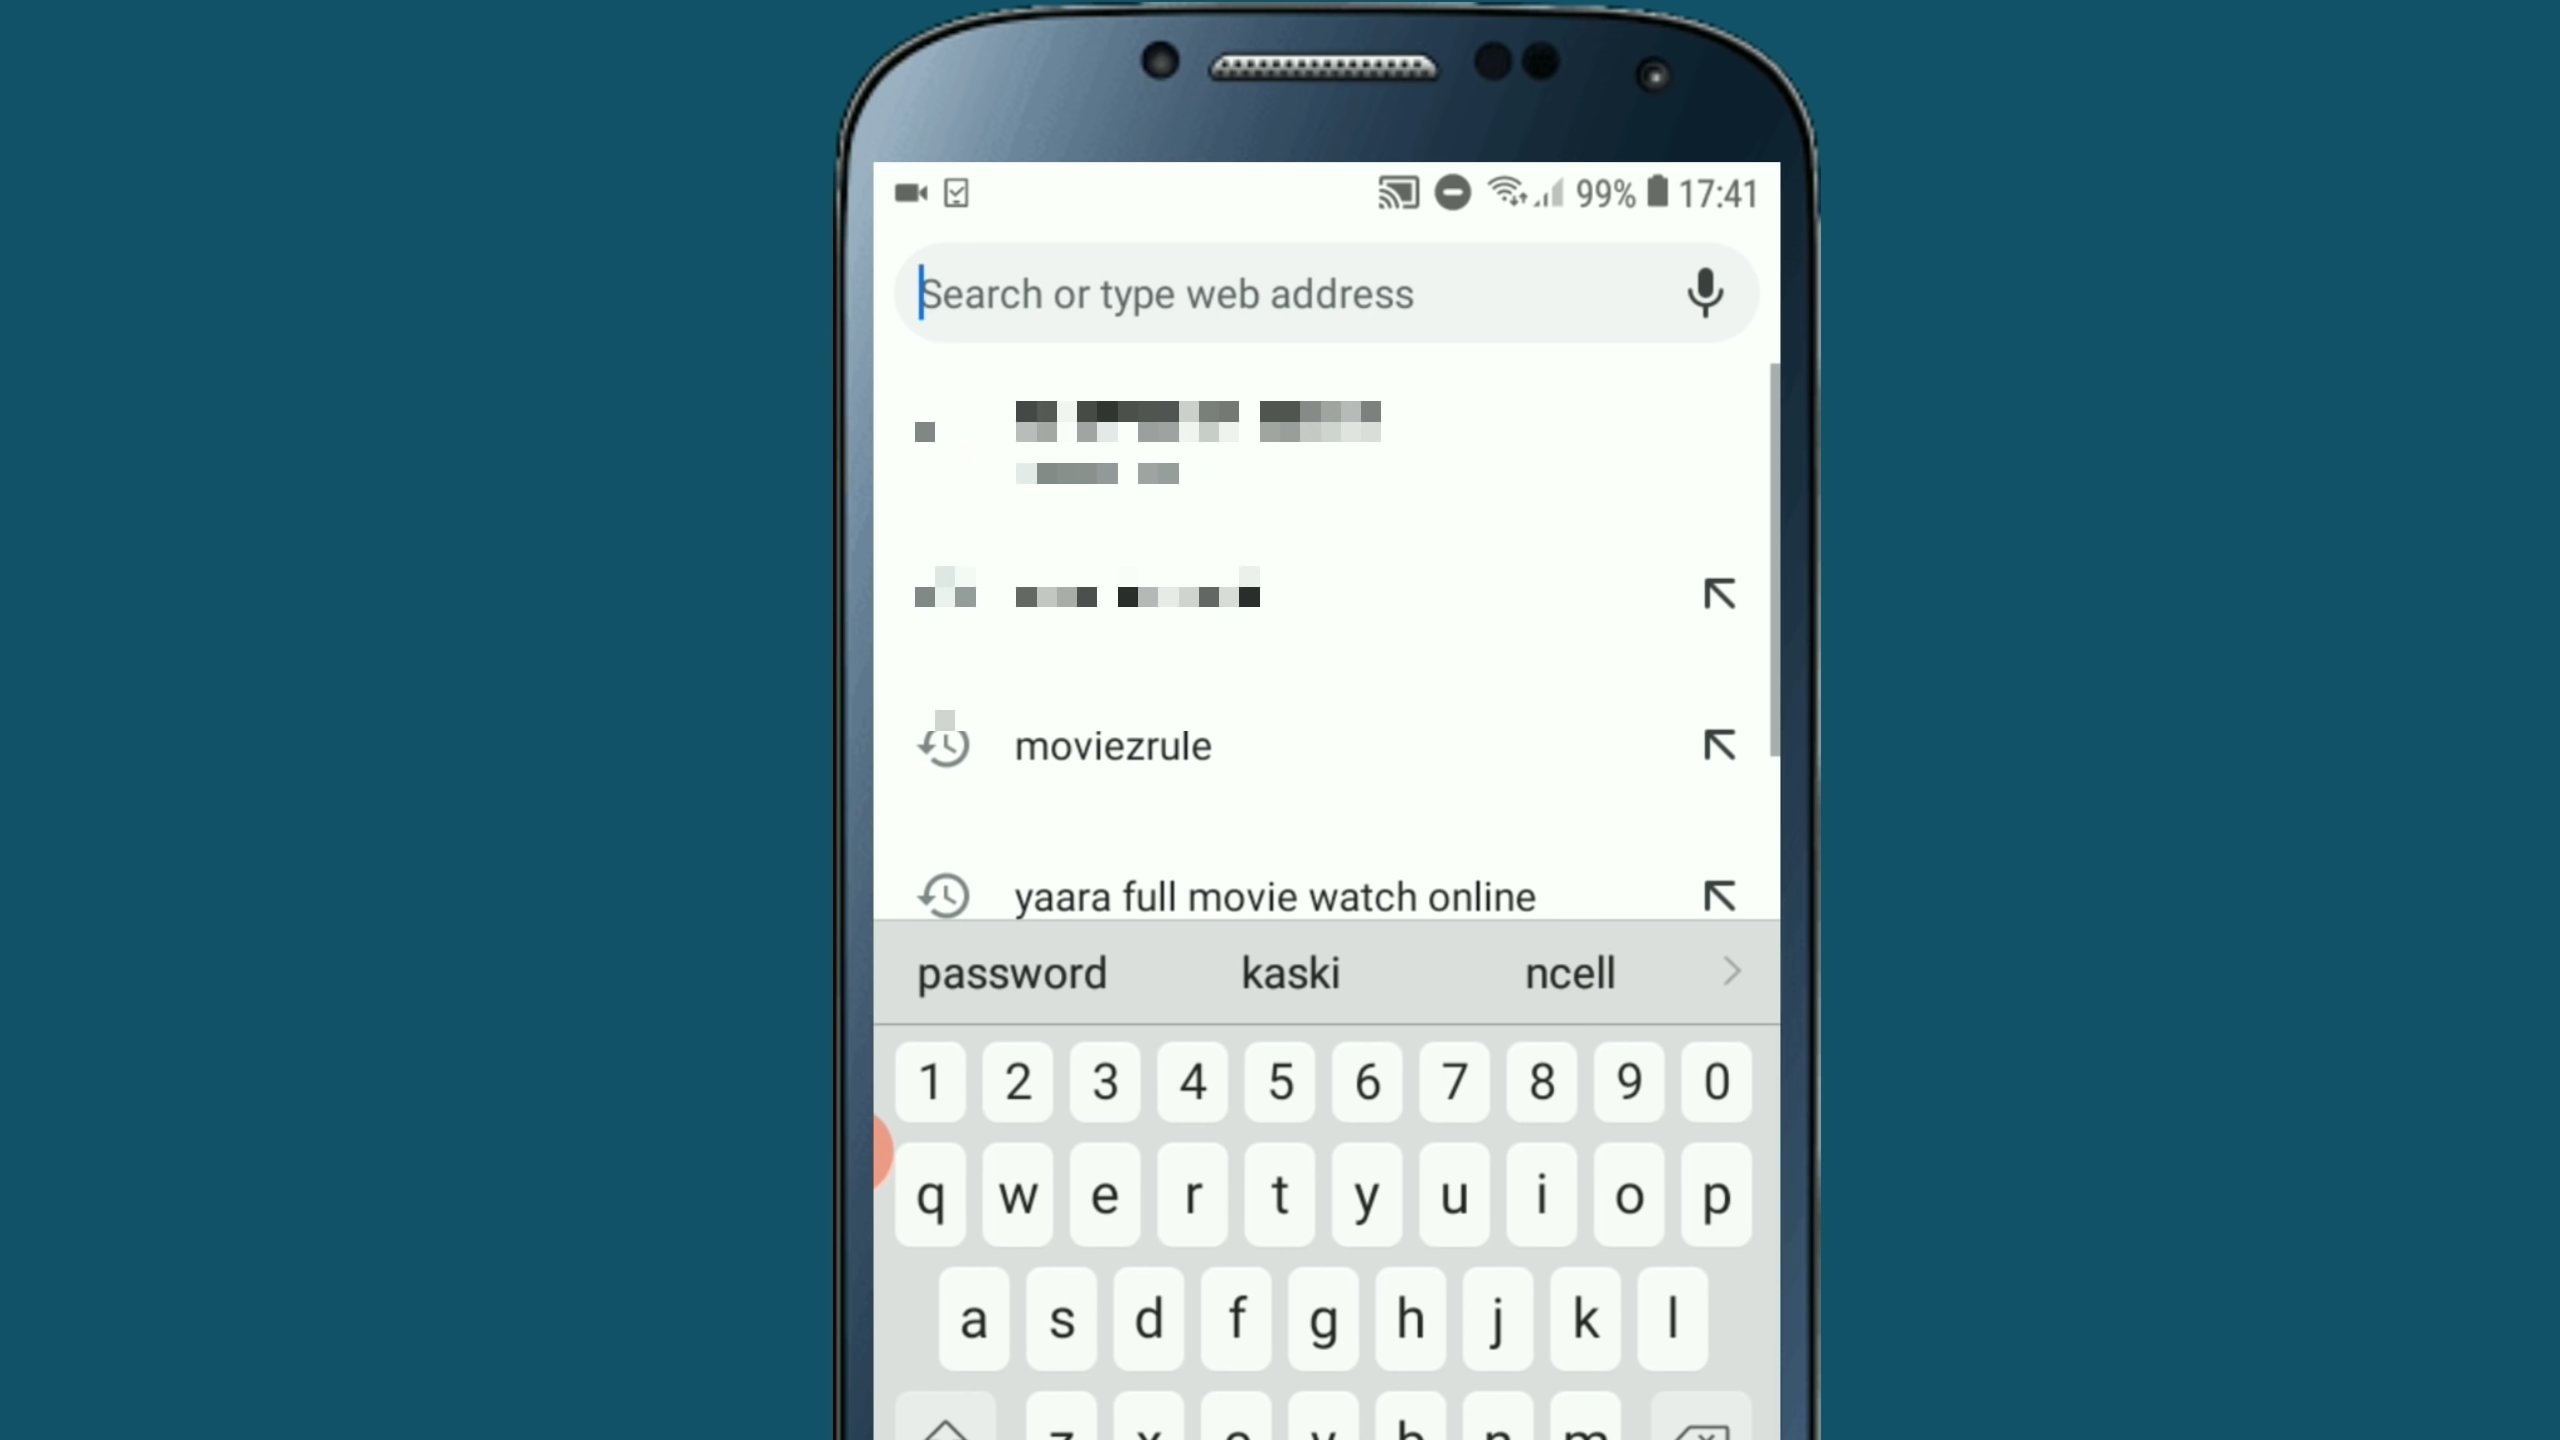 99% 17:41
Search or type web address
moviezrule
yaara full movie watch online
password kaski ncell
1 2 3 4 5 6 7 8 9 0
q w e r t y u i o p
a s d f g h j k l
z x c v b n m